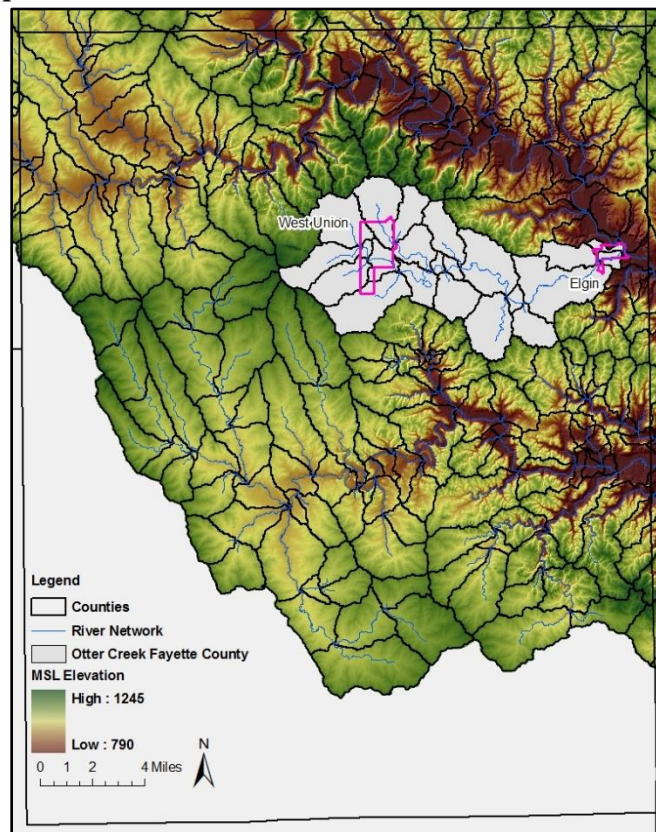 West Union
Elgin
Legend
Counties
River Network
Otter Creek Fayette County
MSL Elevation
High : 1245
Low : 790
N
0 1 2 4 Miles